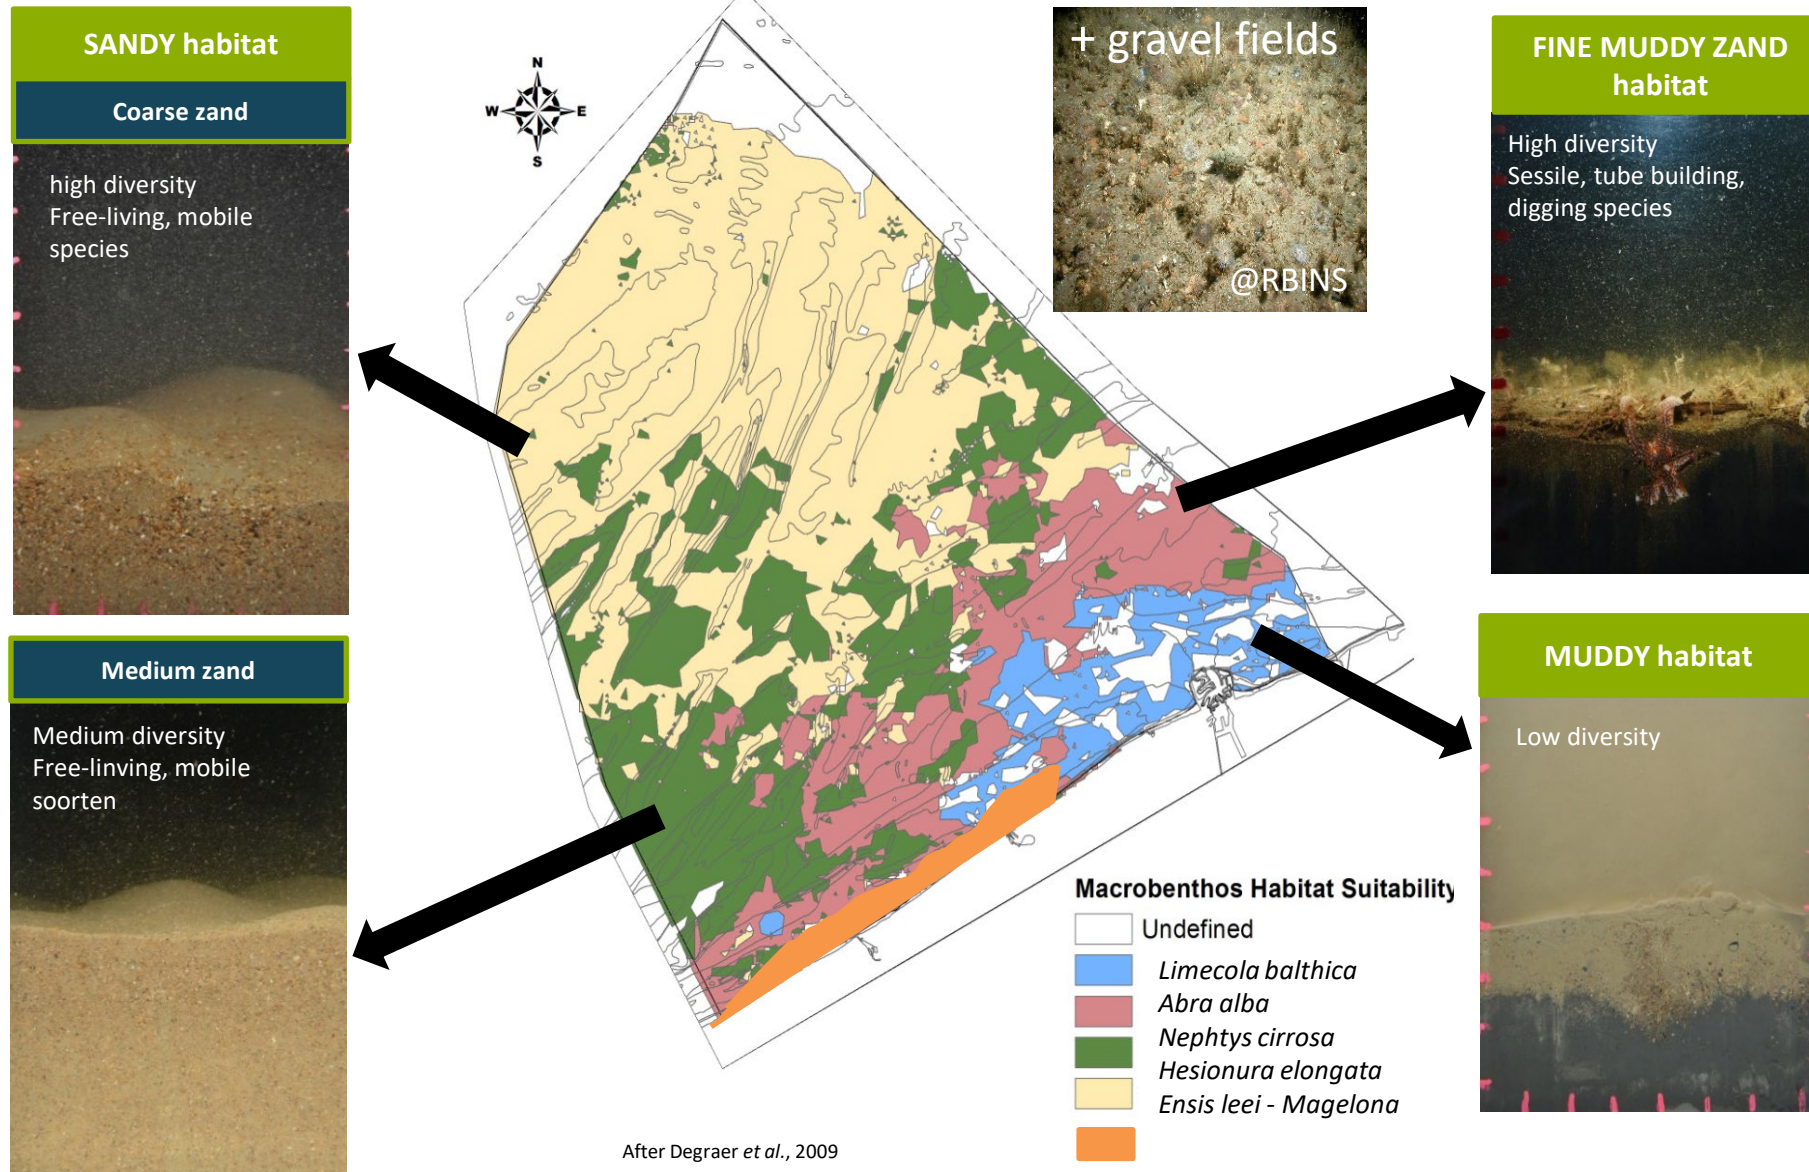 SANDY habitat
Coarse zand
high diversity
Free-living, mobile
species
Medium zand
Medium diversity
Free-linving, mobile
soorten
N
W
E
S
+ gravel fields
@RBINS
FINE MUDDY ZAND
habitat
High diversity
Sessile, tube building,
digging species
MUDDY habitat
Low diversity
Macrobenthos Habitat Suitability
Undefined
Limecola balthica
Abra alba
Nephtys cirrosa
Hesionura elongata
Ensis leei - Magelona
After Degraer et al., 2009